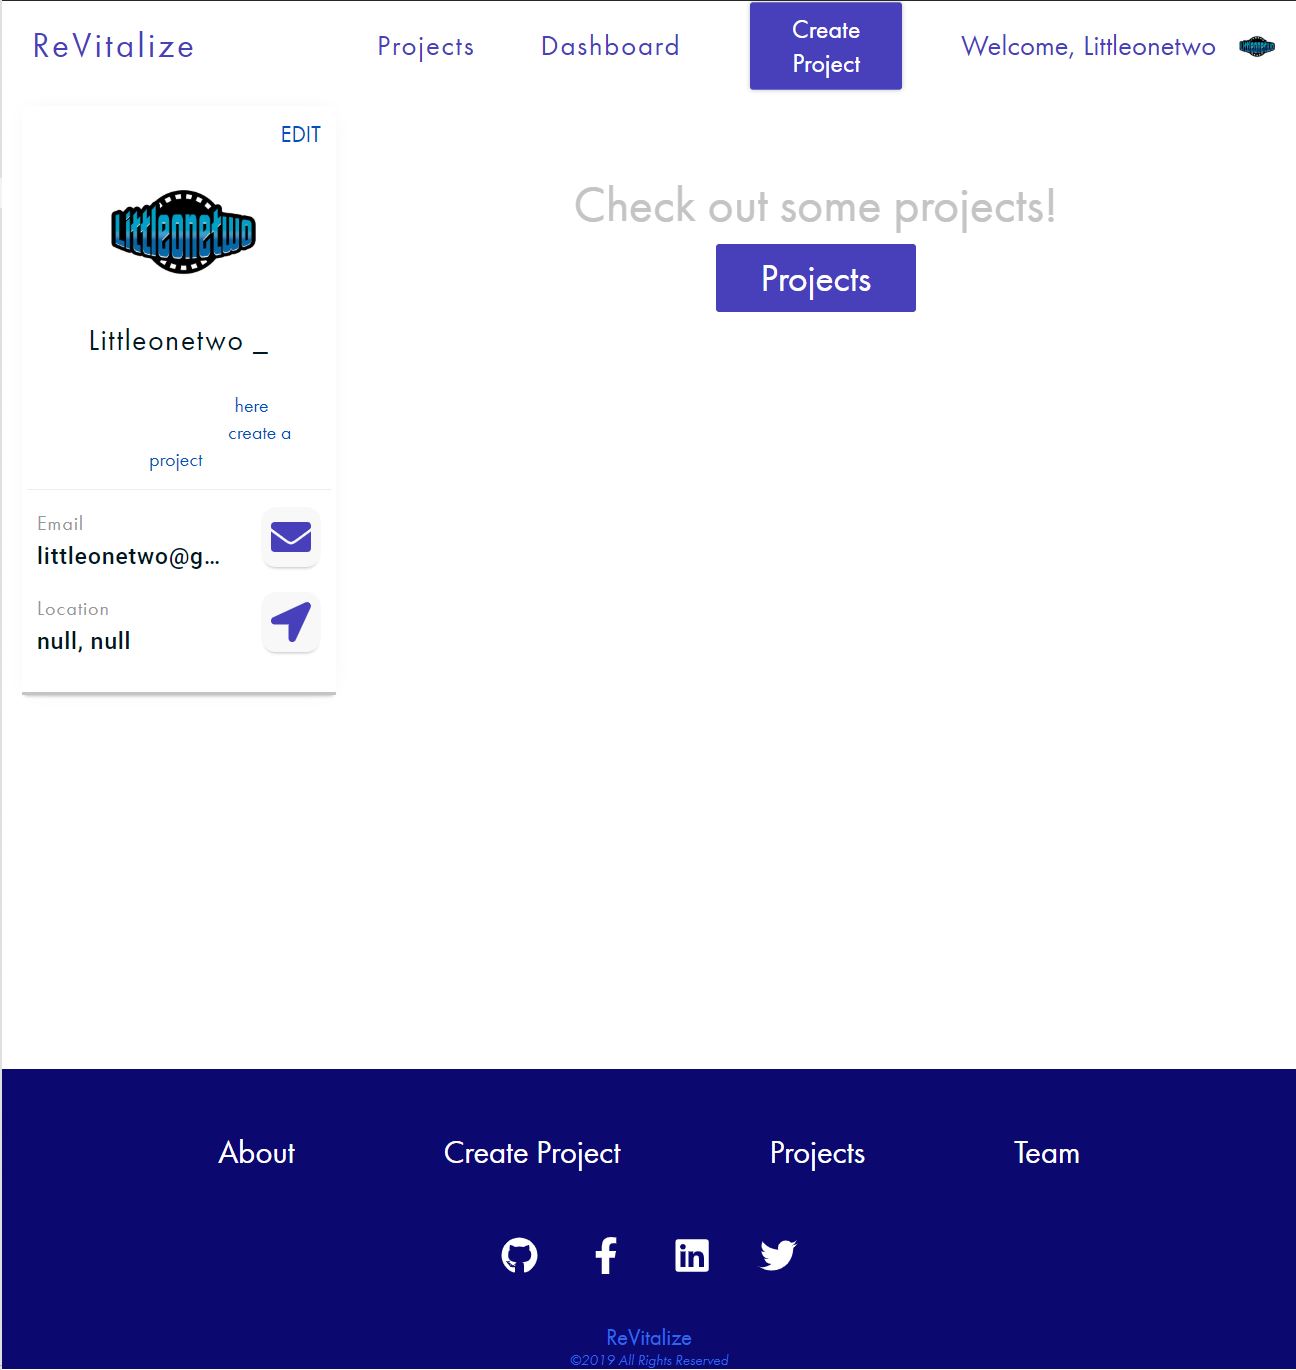 ReVitalize
Projects
Dashboard
Create
Project
Welcome, Littleonetwo
EDIT
Littleonetwo
Littleonetwo _
here
create a
project
Email
littleonetwo@g...
Location
null, null
Check out some projects!
Projects
About
Create Project
Projects
Team
ReVitalize
©2019 All Rights Reserved